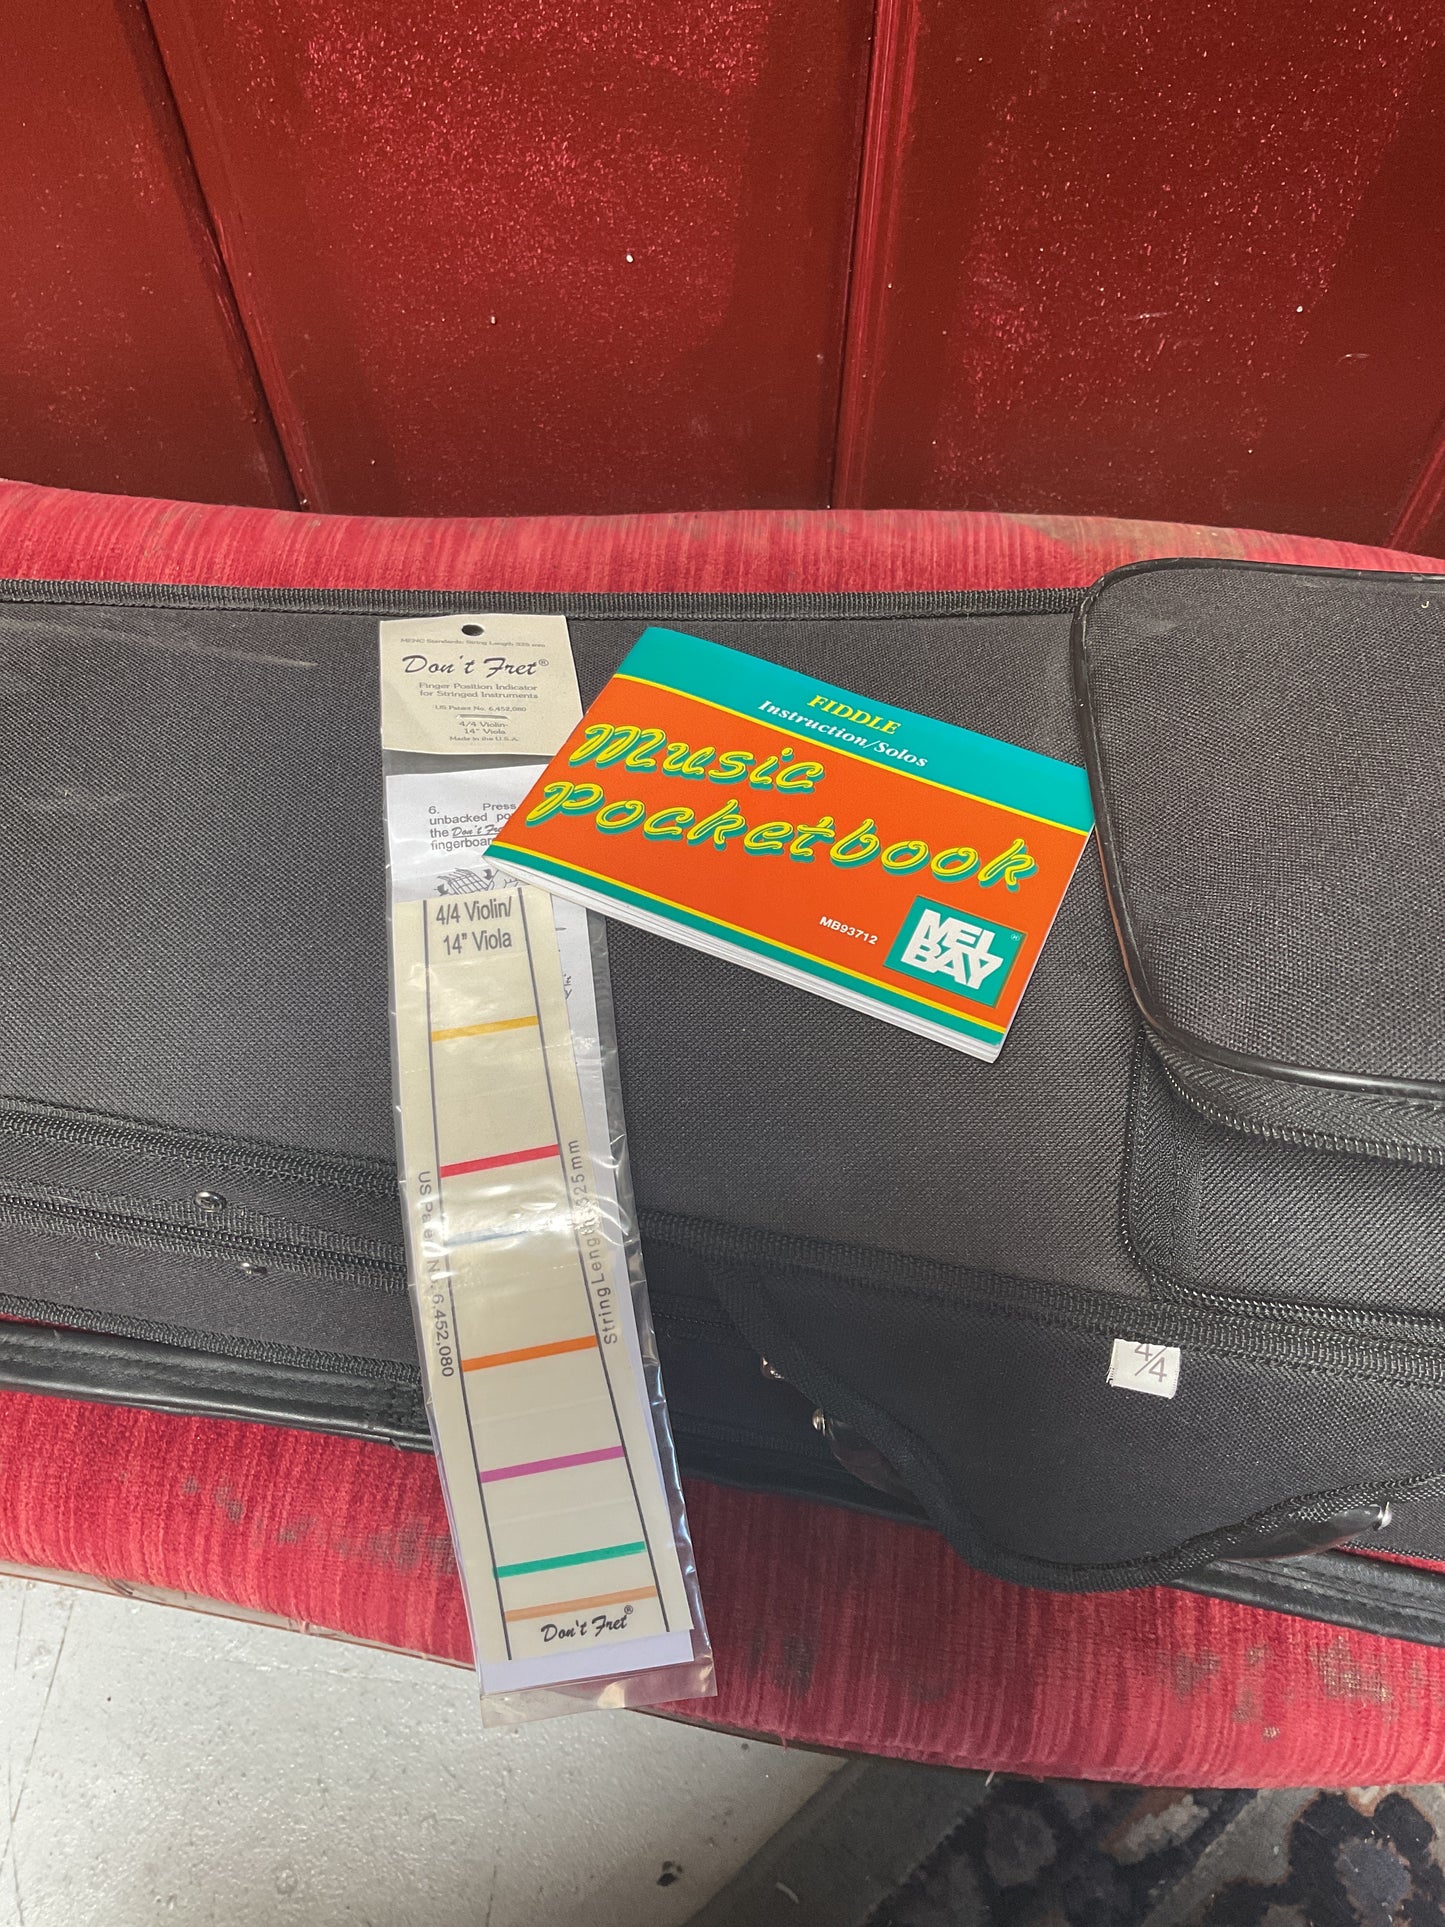 MENC Standards: String Length 325 mm
Don't Fret®
Finger Position Indicator
for Stringed Instruments
US Patent No. 6,452,080
4/4 Violin-
14" Viola
Made in the U.S.A.
6. Press
unbacked
the Don't
4/4 Violin/
14" Viola
US Patent No. 6,452,080
String Length 325mm
Don't Fret®
FIDDLE
Instruction/Solos
Music
Pocketbook
MB93712
MEL
BAY
®
4/4